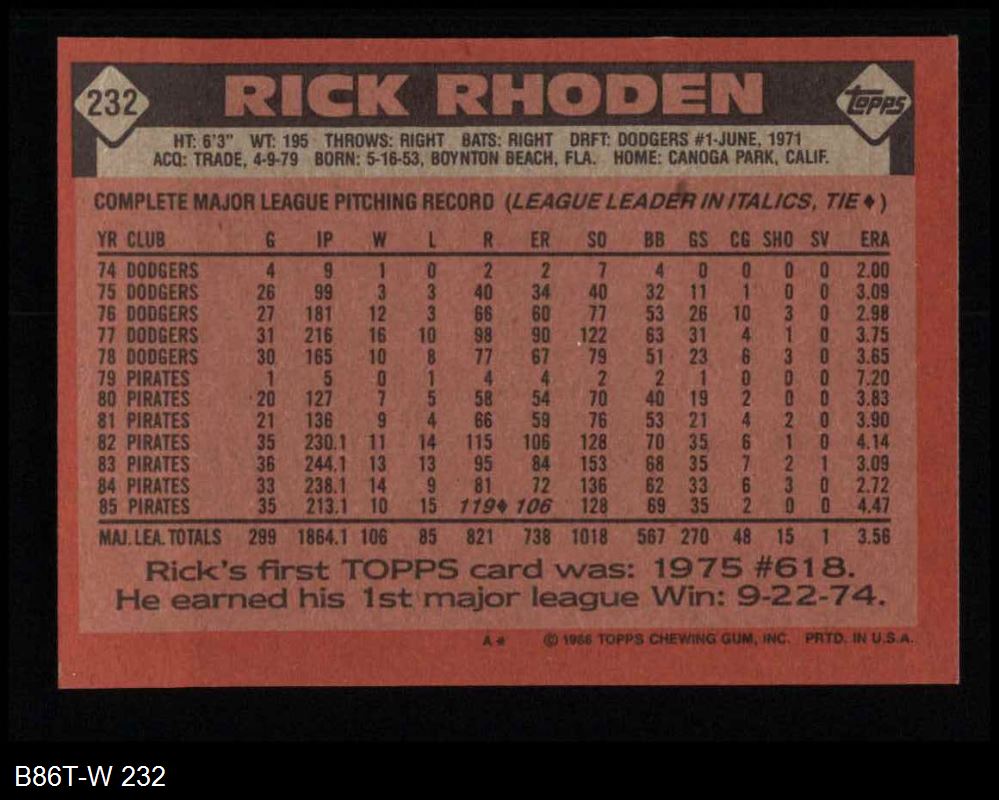 232 RICK RHODEN Topps
HT: 6'3" WT: 195 THROWS: RIGHT BATS: RIGHT DRFT: DODGERS #1-JUNE, 1971
ACQ: TRADE, 4-9-79 BORN: 5-16-53, BOYNTON BEACH, FLA. HOME: CANOGA PARK, CALIF.
COMPLETE MAJOR LEAGUE PITCHING RECORD (LEAGUE LEADER IN ITALICS, TIE ♦)
YR CLUB G IP W L R ER SO BB GS CG SHO SV ERA
74 DODGERS 4 9 1 0 2 2 7 4 0 0 0 0 2.00
75 DODGERS 26 99 3 3 40 34 40 32 11 1 0 0 3.09
76 DODGERS 27 181 12 3 66 60 77 53 26 10 3 0 2.98
77 DODGERS 31 216 16 10 98 90 122 63 31 4 1 0 3.75
78 DODGERS 30 165 10 8 77 67 79 51 23 6 3 0 3.65
79 PIRATES 1 5 0 1 4 4 2 2 1 0 0 0 7.20
80 PIRATES 20 127 7 5 58 54 70 40 19 2 0 0 3.83
81 PIRATES 21 136 9 4 66 59 76 53 21 4 2 0 3.90
82 PIRATES 35 230.1 11 14 115 106 128 70 35 6 1 0 4.14
83 PIRATES 36 244.1 13 13 95 84 153 68 35 7 2 1 3.09
84 PIRATES 33 238.1 14 9 81 72 136 62 33 6 3 0 2.72
85 PIRATES 35 213.1 10 15 119♦ 106 128 69 35 2 0 0 4.47
MAJ. LEA. TOTALS 299 1864.1 106 85 821 738 1018 567 270 48 15 1 3.56
Rick's first TOPPS card was: 1975 #618.
He earned his 1st major league Win: 9-22-74.
A* © 1986 TOPPS CHEWING GUM, INC. PRTD. IN U.S.A.
B86T-W 232